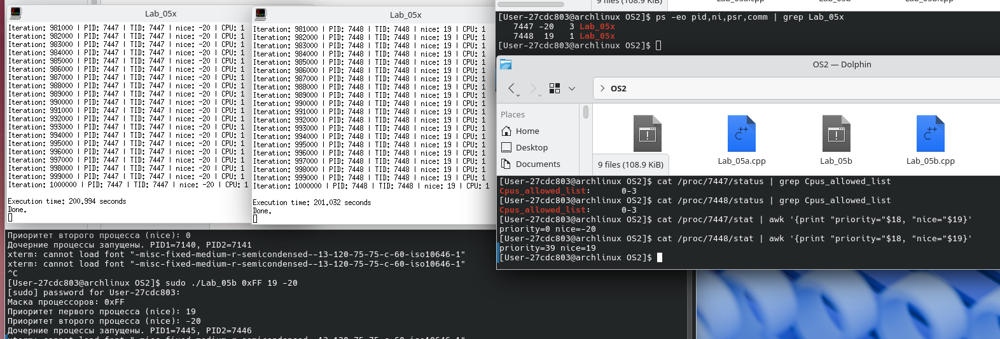 Lab_05x
Iteration: 981000 | PID: 7447 | TID: 7447 | nice: -20 | CPU: 1
Iteration: 982000 | PID: 7447 | TID: 7447 | nice: -20 | CPU: 1
Iteration: 983000 | PID: 7447 | TID: 7447 | nice: -20 | CPU: 1
Iteration: 984000 | PID: 7447 | TID: 7447 | nice: -20 | CPU: 1
Iteration: 985000 | PID: 7447 | TID: 7447 | nice: -20 | CPU: 1
Iteration: 986000 | PID: 7447 | TID: 7447 | nice: -20 | CPU: 1
Iteration: 987000 | PID: 7447 | TID: 7447 | nice: -20 | CPU: 1
Iteration: 988000 | PID: 7447 | TID: 7447 | nice: -20 | CPU: 1
Iteration: 989000 | PID: 7447 | TID: 7447 | nice: -20 | CPU: 1
Iteration: 990000 | PID: 7447 | TID: 7447 | nice: -20 | CPU: 1
Iteration: 991000 | PID: 7447 | TID: 7447 | nice: -20 | CPU: 1
Iteration: 992000 | PID: 7447 | TID: 7447 | nice: -20 | CPU: 1
Iteration: 993000 | PID: 7447 | TID: 7447 | nice: -20 | CPU: 1
Iteration: 994000 | PID: 7447 | TID: 7447 | nice: -20 | CPU: 1
Iteration: 995000 | PID: 7447 | TID: 7447 | nice: -20 | CPU: 1
Iteration: 996000 | PID: 7447 | TID: 7447 | nice: -20 | CPU: 1
Iteration: 997000 | PID: 7447 | TID: 7447 | nice: -20 | CPU: 1
Iteration: 998000 | PID: 7447 | TID: 7447 | nice: -20 | CPU: 1
Iteration: 999000 | PID: 7447 | TID: 7447 | nice: -20 | CPU: 1
Iteration: 1000000 | PID: 7447 | TID: 7447 | nice: -20 | CPU: 1
Execution time: 200.994 seconds
Done.
Lab_05x
Iteration: 981000 | PID: 7448 | TID: 7448 | nice: 19 | CPU: 1
Iteration: 982000 | PID: 7448 | TID: 7448 | nice: 19 | CPU: 1
Iteration: 983000 | PID: 7448 | TID: 7448 | nice: 19 | CPU: 1
Iteration: 984000 | PID: 7448 | TID: 7448 | nice: 19 | CPU: 1
Iteration: 985000 | PID: 7448 | TID: 7448 | nice: 19 | CPU: 1
Iteration: 986000 | PID: 7448 | TID: 7448 | nice: 19 | CPU: 1
Iteration: 987000 | PID: 7448 | TID: 7448 | nice: 19 | CPU: 1
Iteration: 988000 | PID: 7448 | TID: 7448 | nice: 19 | CPU: 1
Iteration: 989000 | PID: 7448 | TID: 7448 | nice: 19 | CPU: 1
Iteration: 990000 | PID: 7448 | TID: 7448 | nice: 19 | CPU: 1
Iteration: 991000 | PID: 7448 | TID: 7448 | nice: 19 | CPU: 1
Iteration: 992000 | PID: 7448 | TID: 7448 | nice: 19 | CPU: 1
Iteration: 993000 | PID: 7448 | TID: 7448 | nice: 19 | CPU: 1
Iteration: 994000 | PID: 7448 | TID: 7448 | nice: 19 | CPU: 1
Iteration: 995000 | PID: 7448 | TID: 7448 | nice: 19 | CPU: 1
Iteration: 996000 | PID: 7448 | TID: 7448 | nice: 19 | CPU: 1
Iteration: 997000 | PID: 7448 | TID: 7448 | nice: 19 | CPU: 1
Iteration: 998000 | PID: 7448 | TID: 7448 | nice: 19 | CPU: 1
Iteration: 999000 | PID: 7448 | TID: 7448 | nice: 19 | CPU: 1
Iteration: 1000000 | PID: 7448 | TID: 7448 | nice: 19 | CPU: 1
Execution time: 201.032 seconds
Done.
9 files (108.9 KiB)
Lab_05a.cpp
Lab_05b
Lab_05b.cpp
[User-27cdc803@archlinux OS2]$ ps -eo pid,ni,psr,comm | grep Lab_05x
7447 -20 3 Lab_05x
7448 19 1 Lab_05x
[User-27cdc803@archlinux OS2]$
OS2 — Dolphin
OS2
Places
Home
Desktop
Documents
Lab_05a.cpp
Lab_05b
Lab_05b.cpp
9 files (108.9 KiB)
[User-27cdc803@archlinux OS2]$ cat /proc/7447/status | grep Cpus_allowed_list
Cpus_allowed_list: 0-3
[User-27cdc803@archlinux OS2]$ cat /proc/7448/status | grep Cpus_allowed_list
Cpus_allowed_list: 0-3
[User-27cdc803@archlinux OS2]$ cat /proc/7447/stat | awk '{print "priority="$18, "nice="$19}'
priority=0 nice=-20
[User-27cdc803@archlinux OS2]$ cat /proc/7448/stat | awk '{print "priority="$18, "nice="$19}'
priority=39 nice=19
[User-27cdc803@archlinux OS2]$
Приоритет второго процесса (nice): 0
Дочерние процессы запущены. PID1=7140, PID2=7141
xterm: cannot load font "-misc-fixed-medium-r-semicondensed--13-120-75-75-c-60-iso10646-1"
xterm: cannot load font "-misc-fixed-medium-r-semicondensed--13-120-75-75-c-60-iso10646-1"
^C
[User-27cdc803@archlinux OS2]$ sudo ./Lab_05b 0xFF 19 -20
[sudo] password for User-27cdc803:
Маска процессоров: 0xFF
Приоритет первого процесса (nice): 19
Приоритет второго процесса (nice): -20
Дочерние процессы запущены. PID1=7445, PID2=7446
xterm: cannot load font "-misc-fixed-medium-r-semicondensed--13-120-75-75-c-60-iso10646-1"